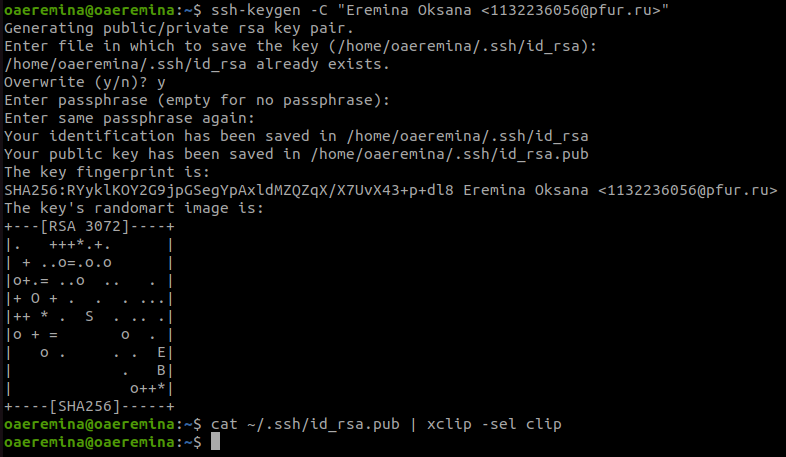 oaeremina@oaeremina:~$ ssh-keygen -C "Eremina Oksana <1132236056@pfur.ru>"
Generating public/private rsa key pair.
Enter file in which to save the key (/home/oaeremina/.ssh/id_rsa):
/home/oaeremina/.ssh/id_rsa already exists.
Overwrite (y/n)? y
Enter passphrase (empty for no passphrase):
Enter same passphrase again:
Your identification has been saved in /home/oaeremina/.ssh/id_rsa
Your public key has been saved in /home/oaeremina/.ssh/id_rsa.pub
The key fingerprint is:
SHA256:RYyklKOY2G9jpGSegYpAxldMZQZqX/X7UvX43+p+dl8 Eremina Oksana <1132236056@pfur.ru>
The key's randomart image is:
+---[RSA 3072]----+
|.   +++*.+.      |
| + ..o=.o.o      |
|o+.= ..o  ..   . |
|+ O + .  .  . ...|
|++ * .  S  . .. .|
|o + =       o  . |
|   o .     . .  E|
|            .   B|
|             o++*|
+----[SHA256]-----+
oaeremina@oaeremina:~$ cat ~/.ssh/id_rsa.pub | xclip -sel clip
oaeremina@oaeremina:~$